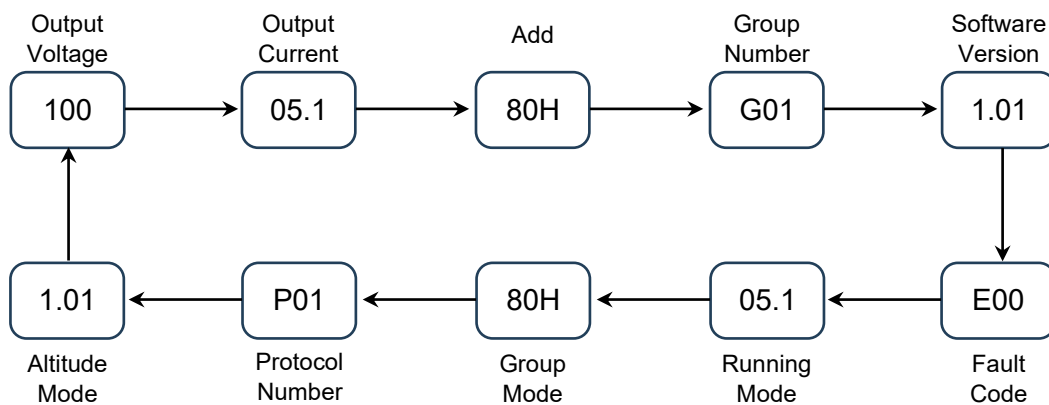 Output
Voltage
Output
Current
Add
Group
Number
Software
Version
100
05.1
80H
G01
1.01
1.01
P01
80H
05.1
E00
Altitude
Mode
Protocol
Number
Group
Mode
Running
Mode
Fault
Code